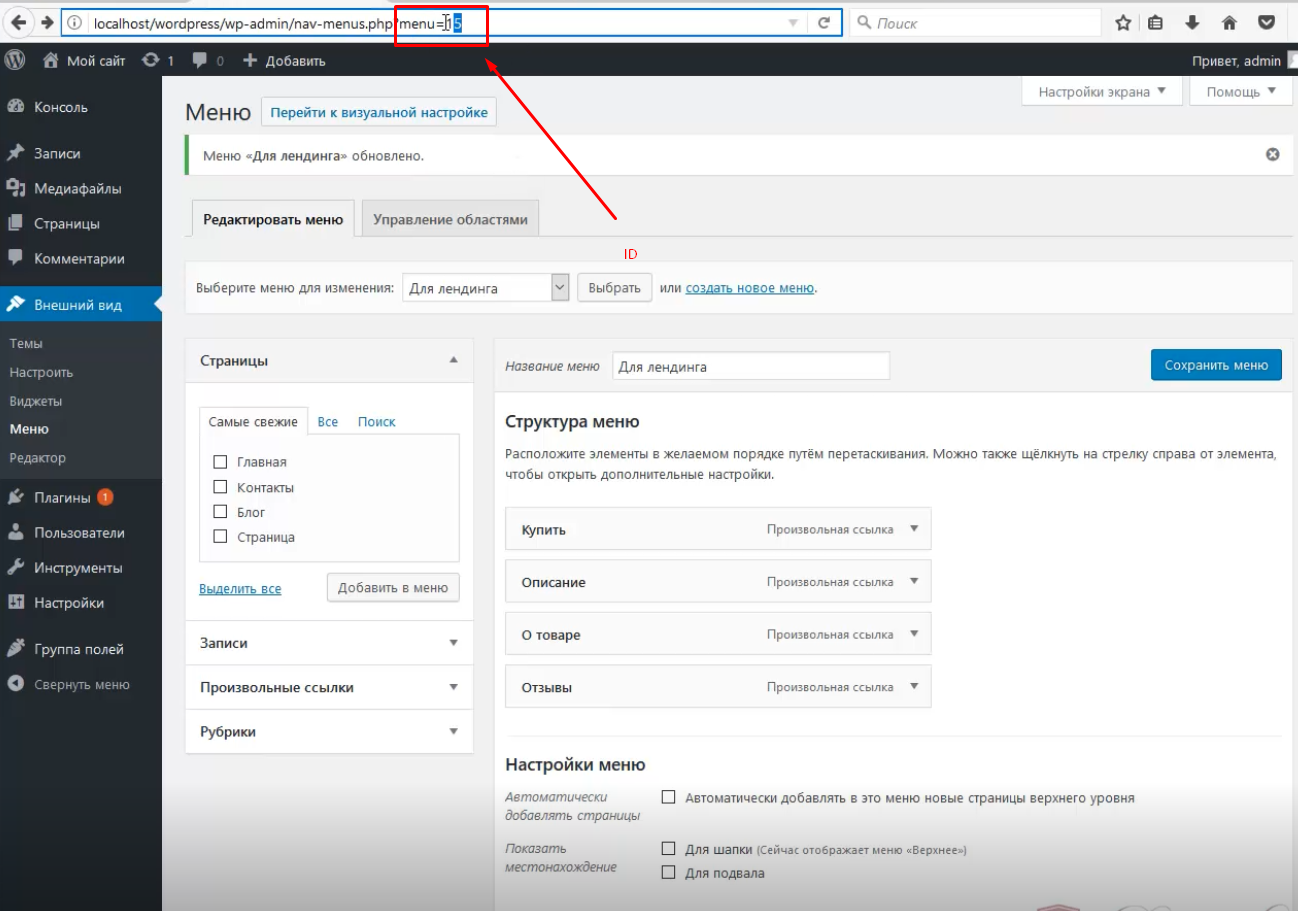 localhost/wordpress/wp-admin/nav-menus.php?menu=15
Поиск
Мой сайт 1 0 Добавить
Привет, admin
Консоль
Записи
Медиафайлы
Страницы
Комментарии
Внешний вид
Темы
Настроить
Виджеты
Меню
Редактор
Плагины 1
Пользователи
Инструменты
Настройки
Группа полей
Свернуть меню
Настройки экрана
Помощь
Меню
Перейти к визуальной настройке
Меню «Для лендинга» обновлено.
Редактировать меню
Управление областями
ID
Выберите меню для изменения: Для лендинга Выбрать или создать новое меню.
Страницы
Самые свежие Все Поиск
Главная
Контакты
Блог
Страница
Выделить все Добавить в меню
Записи
Произвольные ссылки
Рубрики
Название меню Для лендинга Сохранить меню
Структура меню
Расположите элементы в желаемом порядке путём перетаскивания. Можно также щёлкнуть на стрелку справа от элемента,
чтобы открыть дополнительные настройки.
Купить Произвольная ссылка
Описание Произвольная ссылка
О товаре Произвольная ссылка
Отзывы Произвольная ссылка
Настройки меню
Автоматически
добавлять страницы
Автоматически добавлять в это меню новые страницы верхнего уровня
Показать
местонахождение
Для шапки (Сейчас отображает меню «Верхнее»)
Для подвала